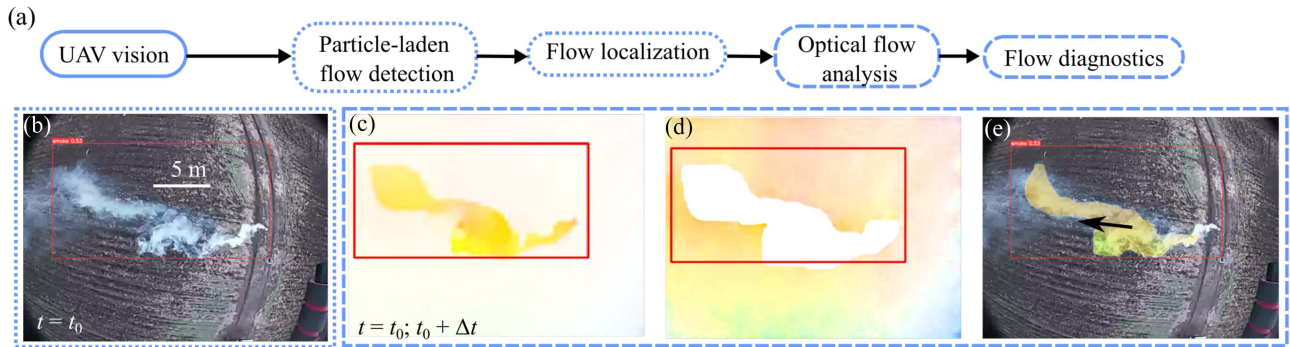 (a)
UAV vision
Particle-laden
flow detection
Flow localization
Optical flow
analysis
Flow diagnostics
(b)
smoke 0.53
5 m
t = t₀
(c)
t = t₀; t₀ + Δt
(d)
(e)
smoke 0.53